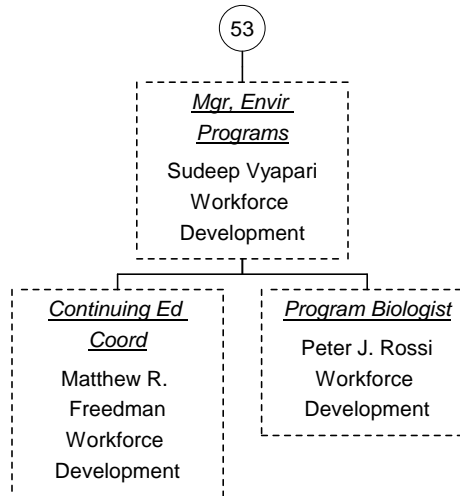 53
Mgr, Envir
Programs
Sudeep Vyapari
Workforce
Development
Continuing Ed
Coord
Matthew R.
Freedman
Workforce
Development
Program Biologist
Peter J. Rossi
Workforce
Development